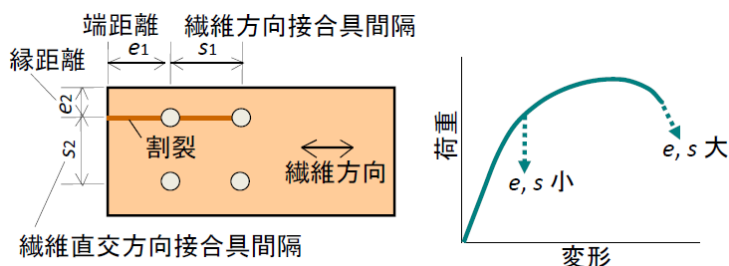 端距離 繊維方向接合具間隔
e1 s1
縁距離
e2
s2
割裂
繊維方向
繊維直交方向接合具間隔
荷重
e, s 小
e, s 大
変形